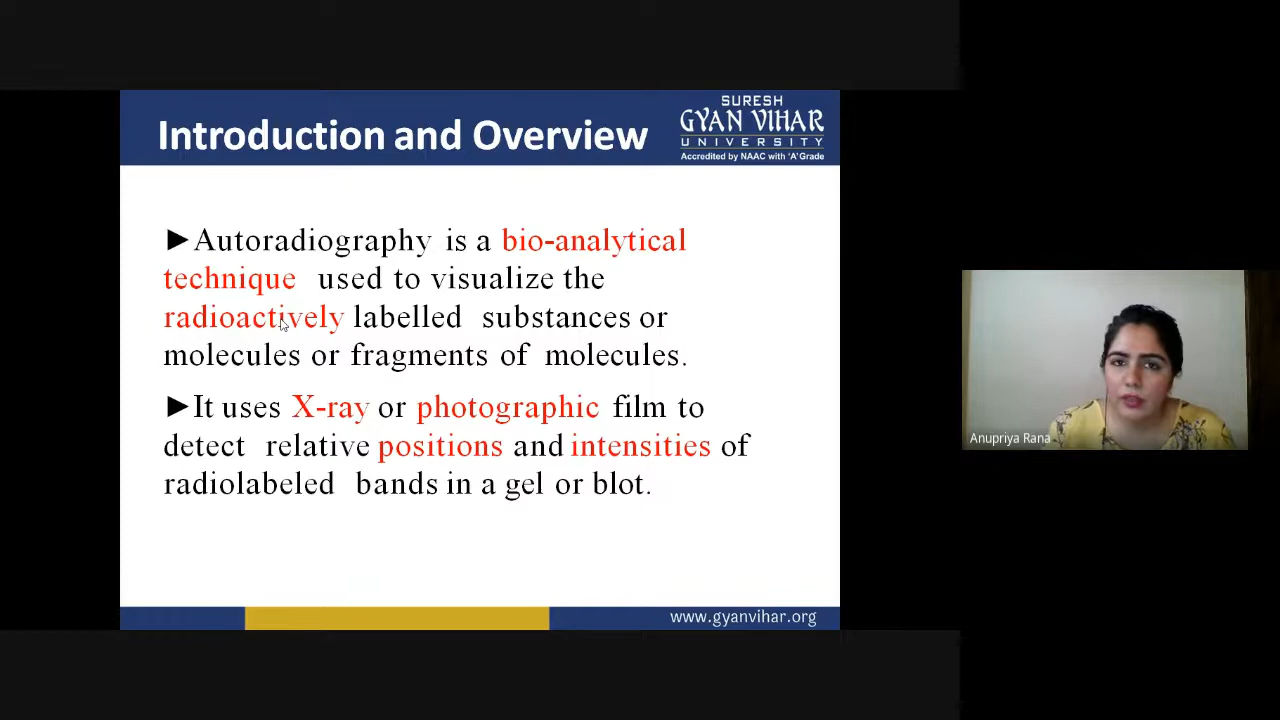 Introduction and Overview
SURESH
GYAN VIHAR
UNIVERSITY
Accredited by NAAC with 'A' Grade
►Autoradiography is a bio-analytical
technique used to visualize the
radioactively labelled substances or
molecules or fragments of molecules.
►It uses X-ray or photographic film to
detect relative positions and intensities of
radiolabeled bands in a gel or blot.
www.gyanvihar.org
Anupriya Rana